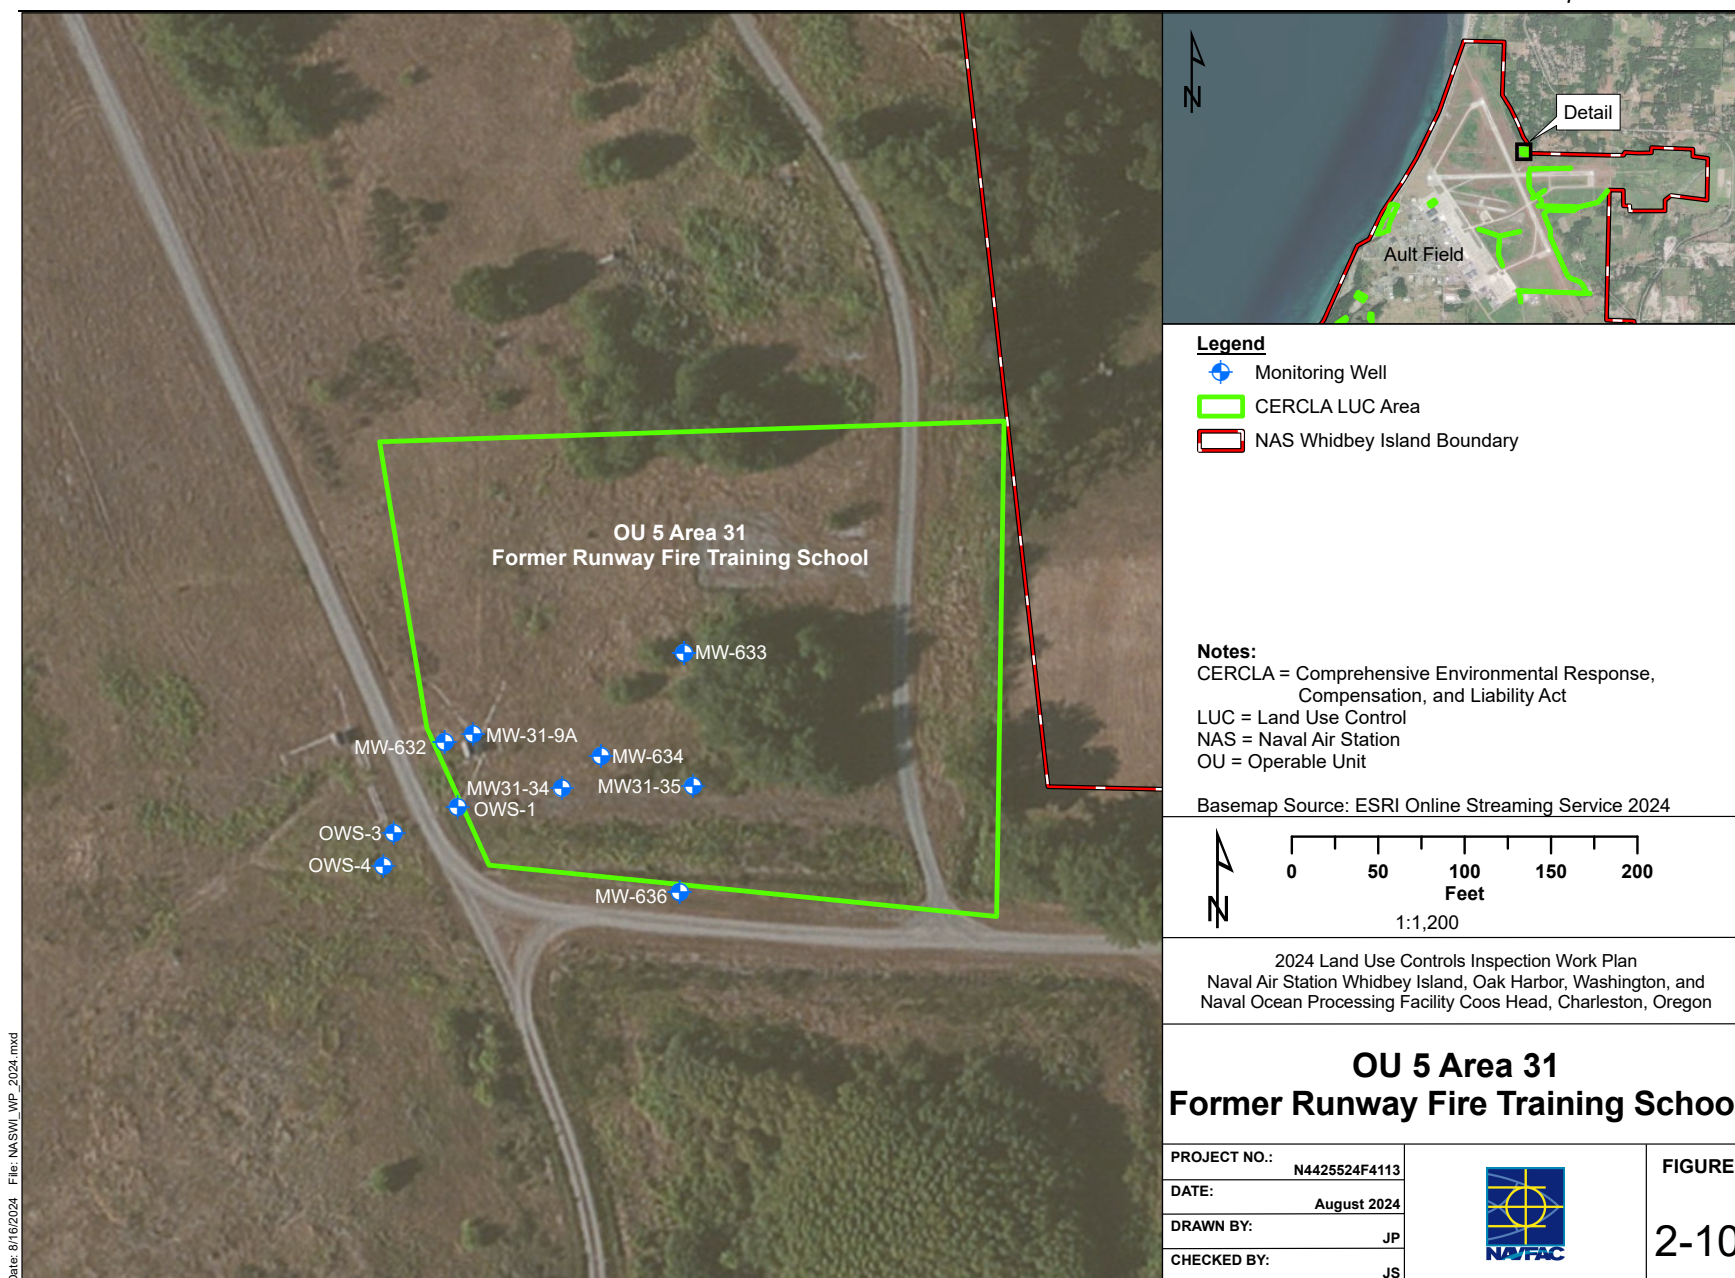 N
Detail
Ault Field
Legend
Monitoring Well
CERCLA LUC Area
NAS Whidbey Island Boundary
OU 5 Area 31
Former Runway Fire Training School
MW-633
MW-31-9A
MW-632
MW-634
MW31-34
MW31-35
OWS-1
OWS-3
OWS-4
MW-636
Notes:
CERCLA = Comprehensive Environmental Response,
Compensation, and Liability Act
LUC = Land Use Control
NAS = Naval Air Station
OU = Operable Unit
Basemap Source: ESRI Online Streaming Service 2024
N
0 50 100 150 200
Feet
1:1,200
2024 Land Use Controls Inspection Work Plan
Naval Air Station Whidbey Island, Oak Harbor, Washington, and
Naval Ocean Processing Facility Coos Head, Charleston, Oregon
OU 5 Area 31
Former Runway Fire Training Schoo
PROJECT NO.:
N4425524F4113
DATE:
August 2024
DRAWN BY:
JP
CHECKED BY:
JS
NAVFAC
FIGURE
2-10
Date: 8/16/2024 File: NASWI_WP_2024.mxd